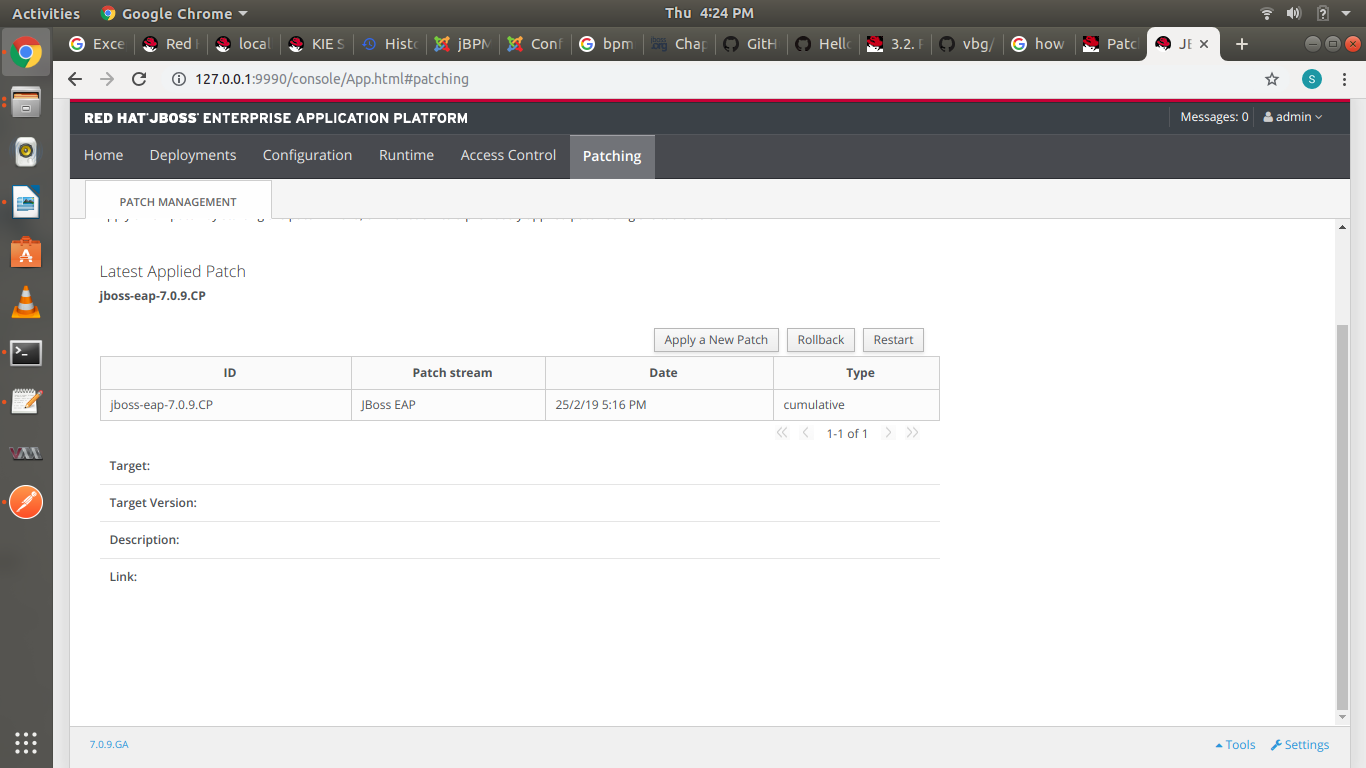 Activities Google Chrome Thu 4:24 PM
Exce Red local KIE S Histo jBPM Conf bpm Chap GitH Hello 3.2. vbg/ how Patc JE
127.0.0.1:9990/console/App.html#patching S
RED HAT JBOSS ENTERPRISE APPLICATION PLATFORM Messages: 0 admin
Home Deployments Configuration Runtime Access Control Patching
PATCH MANAGEMENT
Latest Applied Patch
jboss-eap-7.0.9.CP
Apply a New Patch Rollback Restart
ID Patch stream Date Type
jboss-eap-7.0.9.CP JBoss EAP 25/2/19 5:16 PM cumulative
1-1 of 1
Target:
Target Version:
Description:
Link:
7.0.9.GA Tools Settings